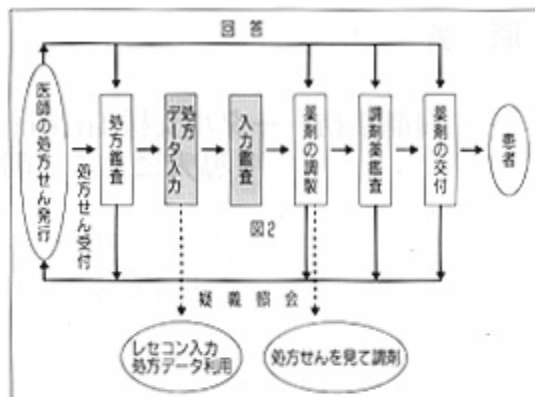 回答
医師の処方せん発行
処方せん受付
処方鑑査
処方
データ入力
入力鑑査
薬剤の調製
調剤薬鑑査
薬剤の交付
患者
図2
疑義照会
レセコン入力
処方データ利用
処方せんを見て調剤